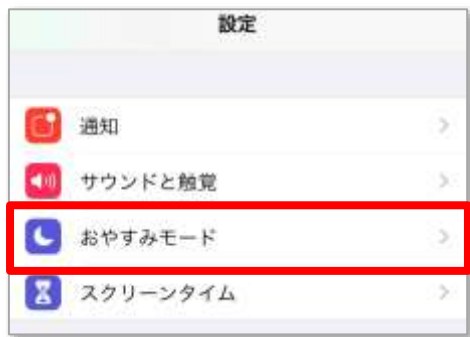 設定
通知
サウンドと触覚
おやすみモード
スクリーンタイム